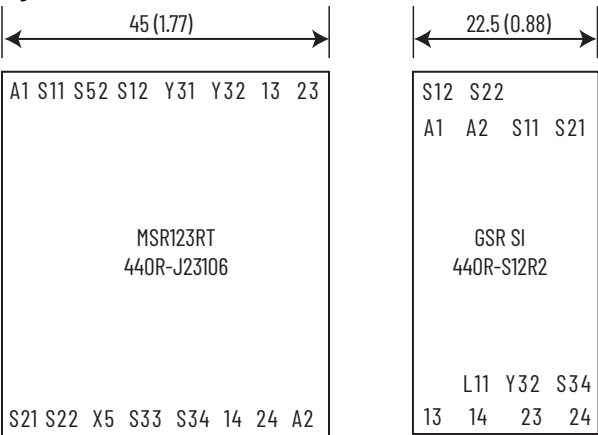 45 (1.77)
22.5 (0.88)
A1 S11 S52 S12 Y31 Y32 13 23
MSR123RT
440R-J23106
S21 S22 X5 S33 S34 14 24 A2
S12 S22
A1 A2 S11 S21
GSR SI
440R-S12R2
L11 Y32 S34
13 14 23 24